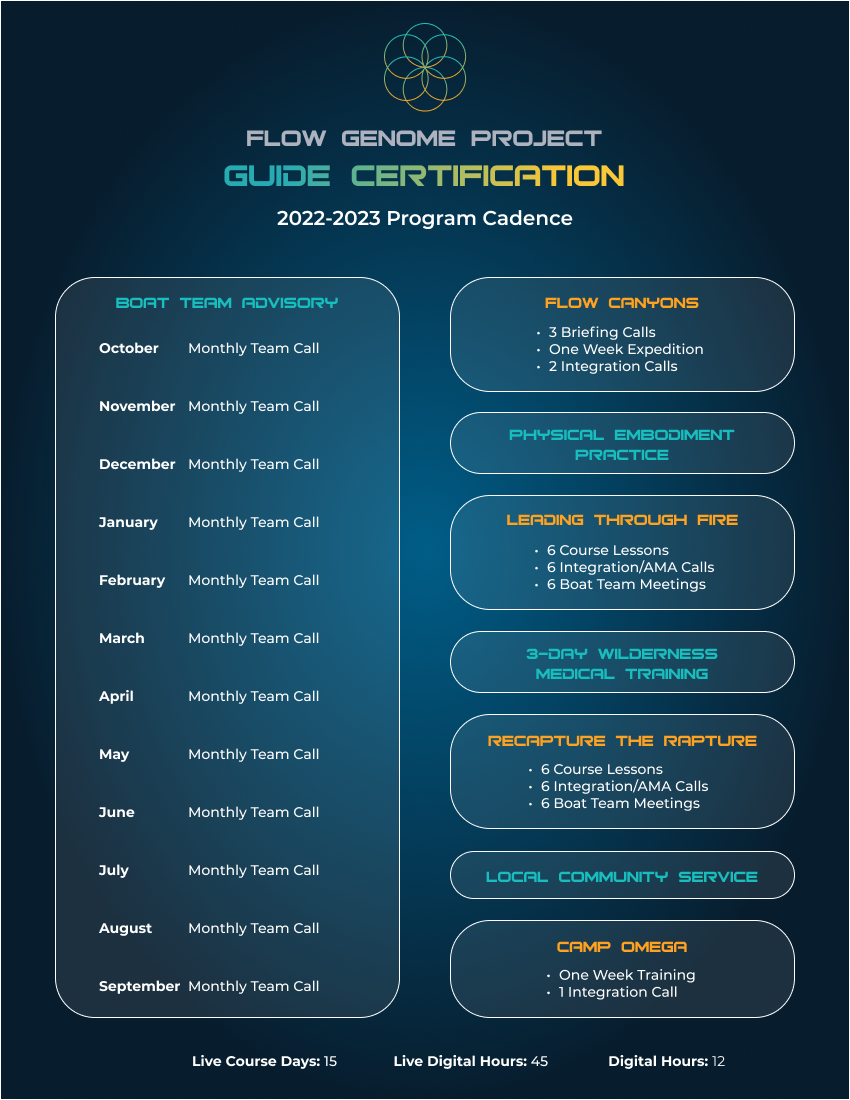 FLOW GENOME PROJECT
GUIDE CERTIFICATION
2022-2023 Program Cadence
BOAT TEAM ADVISORY
October Monthly Team Call
November Monthly Team Call
December Monthly Team Call
January Monthly Team Call
February Monthly Team Call
March Monthly Team Call
April Monthly Team Call
May Monthly Team Call
June Monthly Team Call
July Monthly Team Call
August Monthly Team Call
September Monthly Team Call
FLOW CANYONS
• 3 Briefing Calls
• One Week Expedition
• 2 Integration Calls
PHYSICAL EMBODIMENT
PRACTICE
LEADING THROUGH FIRE
• 6 Course Lessons
• 6 Integration/AMA Calls
• 6 Boat Team Meetings
3-DAY WILDERNESS
MEDICAL TRAINING
RECAPTURE THE RAPTURE
• 6 Course Lessons
• 6 Integration/AMA Calls
• 6 Boat Team Meetings
LOCAL COMMUNITY SERVICE
CAMP OMEGA
• One Week Training
• 1 Integration Call
Live Course Days: 15 Live Digital Hours: 45 Digital Hours: 12